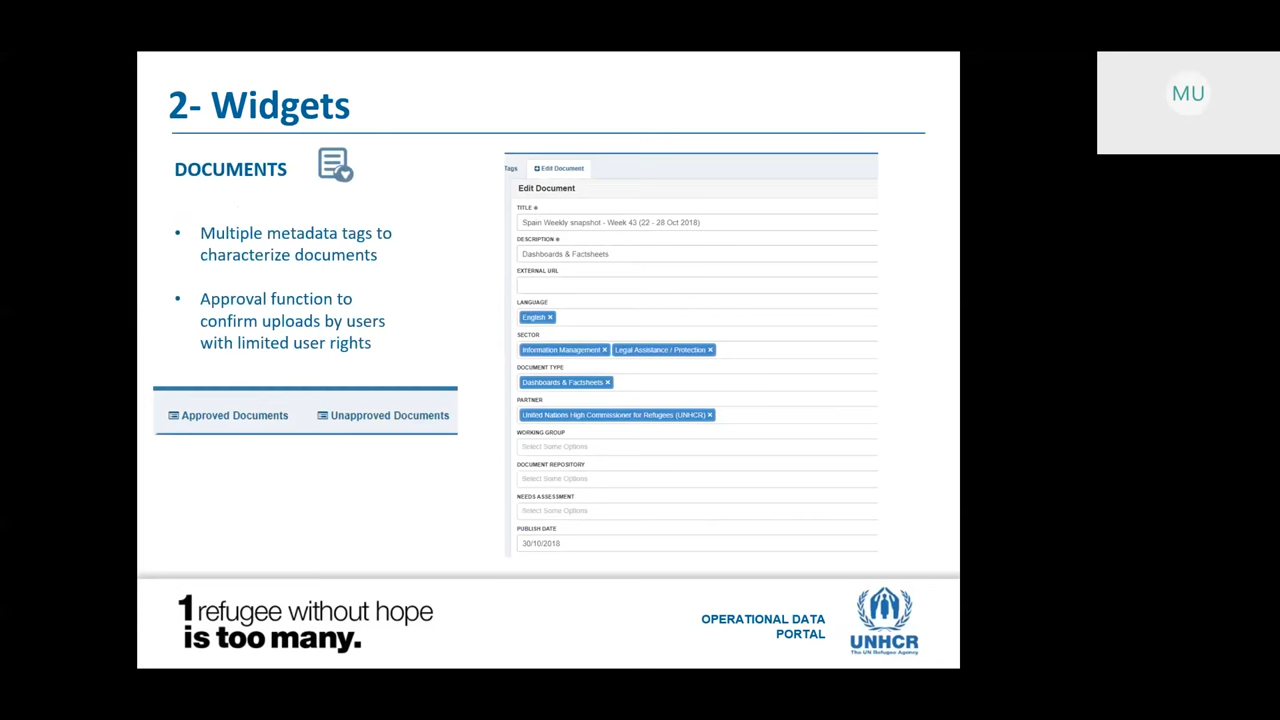 2- Widgets
DOCUMENTS
• Multiple metadata tags to
characterize documents
• Approval function to
confirm uploads by users
with limited user rights
Approved Documents
Unapproved Documents
Tags
Edit Document
Edit Document
TITLE
Spain Weekly snapshot - Week 43 (22 - 28 Oct 2018)
DESCRIPTION
Dashboards & Factsheets
EXTERNAL URL
LANGUAGE
English ×
SECTOR
Information Management × Legal Assistance / Protection ×
DOCUMENT TYPE
Dashboards & Factsheets ×
PARTNER
United Nations High Commissioner for Refugees (UNHCR) ×
WORKING GROUP
Select Some Options
DOCUMENT REPOSITORY
Select Some Options
NEEDS ASSESSMENT
Select Some Options
PUBLISH DATE
30/10/2018
1 refugee without hope
is too many.
OPERATIONAL DATA
PORTAL
UNHCR
The UN Refugee Agency
MU